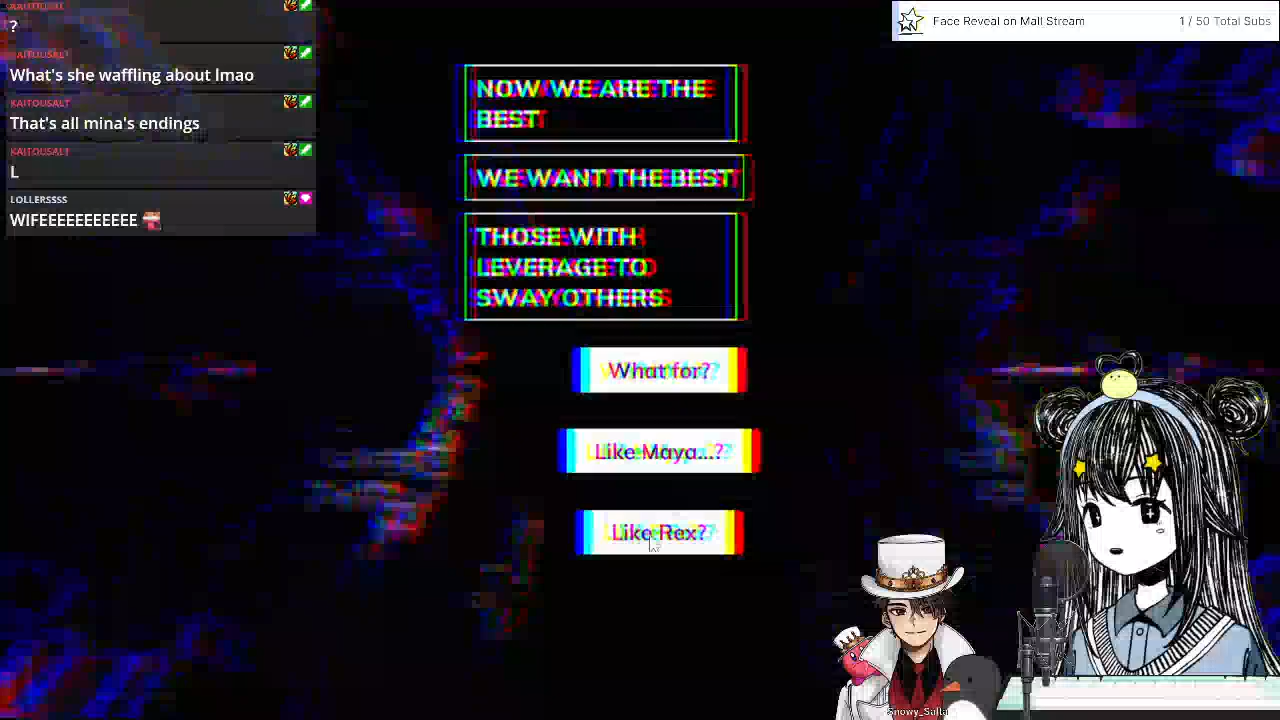 KAITOUSALT
?
KAITOUSALT
What's she waffling about lmao
KAITOUSALT
That's all mina's endings
KAITOUSALT
L
LOLLERSSSS
WIFEEEEEEEEEEE
Face Reveal on Mall Stream 1 / 50 Total Subs
NOW WE ARE THE
BEST
WE WANT THE BEST
THOSE WITH
LEVERAGE TO
SWAY OTHERS
What for?
Like Maya...?
Like Rex?